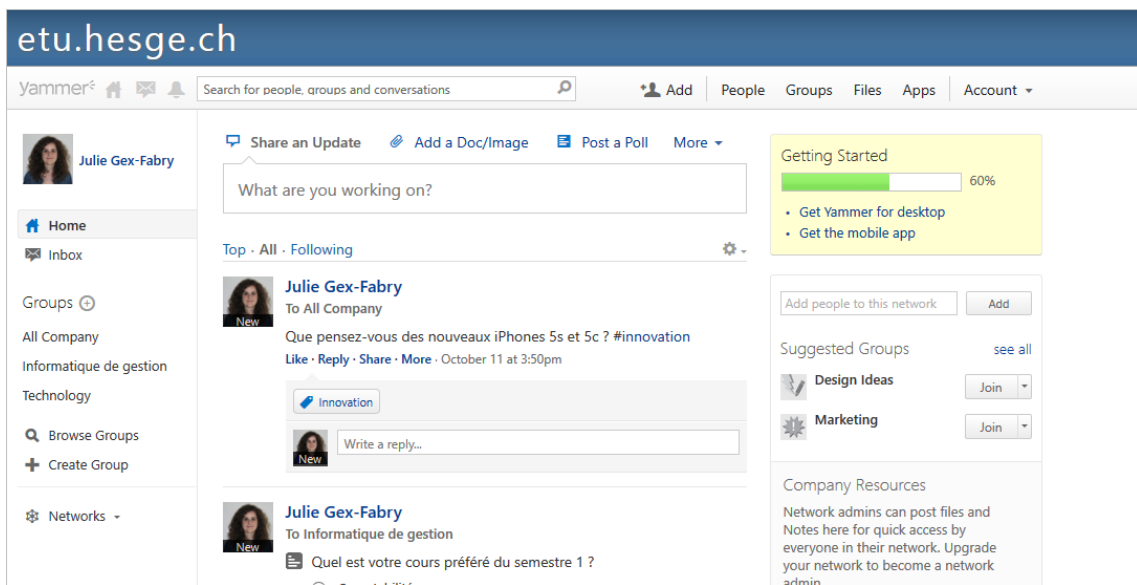 etu.hesge.ch
yammer
Search for people, groups and conversations
Add
People
Groups
Files
Apps
Account
Julie Gex-Fabry
Home
Inbox
Groups
All Company
Informatique de gestion
Technology
Browse Groups
Create Group
Networks
Share an Update
Add a Doc/Image
Post a Poll
More
What are you working on?
Top · All · Following
New
Julie Gex-Fabry
To All Company
Que pensez-vous des nouveaux iPhones 5s et 5c ? #innovation
Like · Reply · Share · More · October 11 at 3:50pm
Innovation
New
Write a reply...
New
Julie Gex-Fabry
To Informatique de gestion
Quel est votre cours préféré du semestre 1 ?
Getting Started
60%
• Get Yammer for desktop
• Get the mobile app
Add people to this network
Add
Suggested Groups
see all
Design Ideas
Join
Marketing
Join
Company Resources
Network admins can post files and
Notes here for quick access by
everyone in their network. Upgrade
your network to become a network
admin